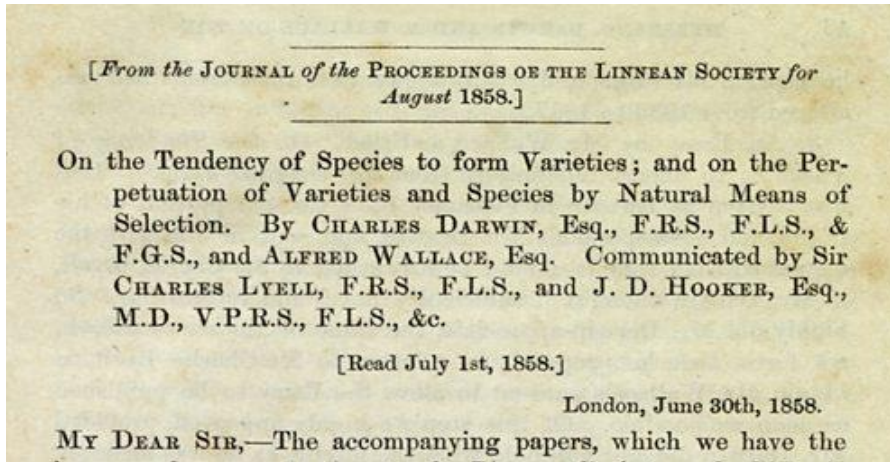 [From the JOURNAL of the PROCEEDINGS OE THE LINNEAN SOCIETY for
August 1858.]
On the Tendency of Species to form Varieties; and on the Per-
petuation of Varieties and Species by Natural Means of
Selection. By CHARLES DARWIN, Esq., F.R.S., F.L.S., &
F.G.S., and ALFRED WALLACE, Esq. Communicated by Sir
CHARLES LYELL, F.R.S., F.L.S., and J. D. HOOKER, Esq.,
M.D., V.P.R.S., F.L.S., &c.
[Read July 1st, 1858.]
London, June 30th, 1858.
MY DEAR SIR,—The accompanying papers, which we have the